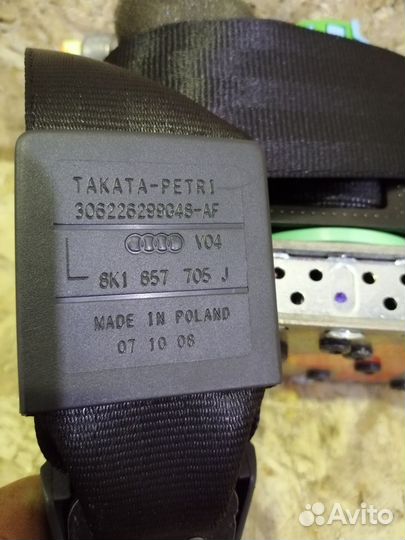 TAKATA-PETRI
306226299G48-AF
V04
L 8K1 857 705 J
MADE IN POLAND
07 10 08
Avito